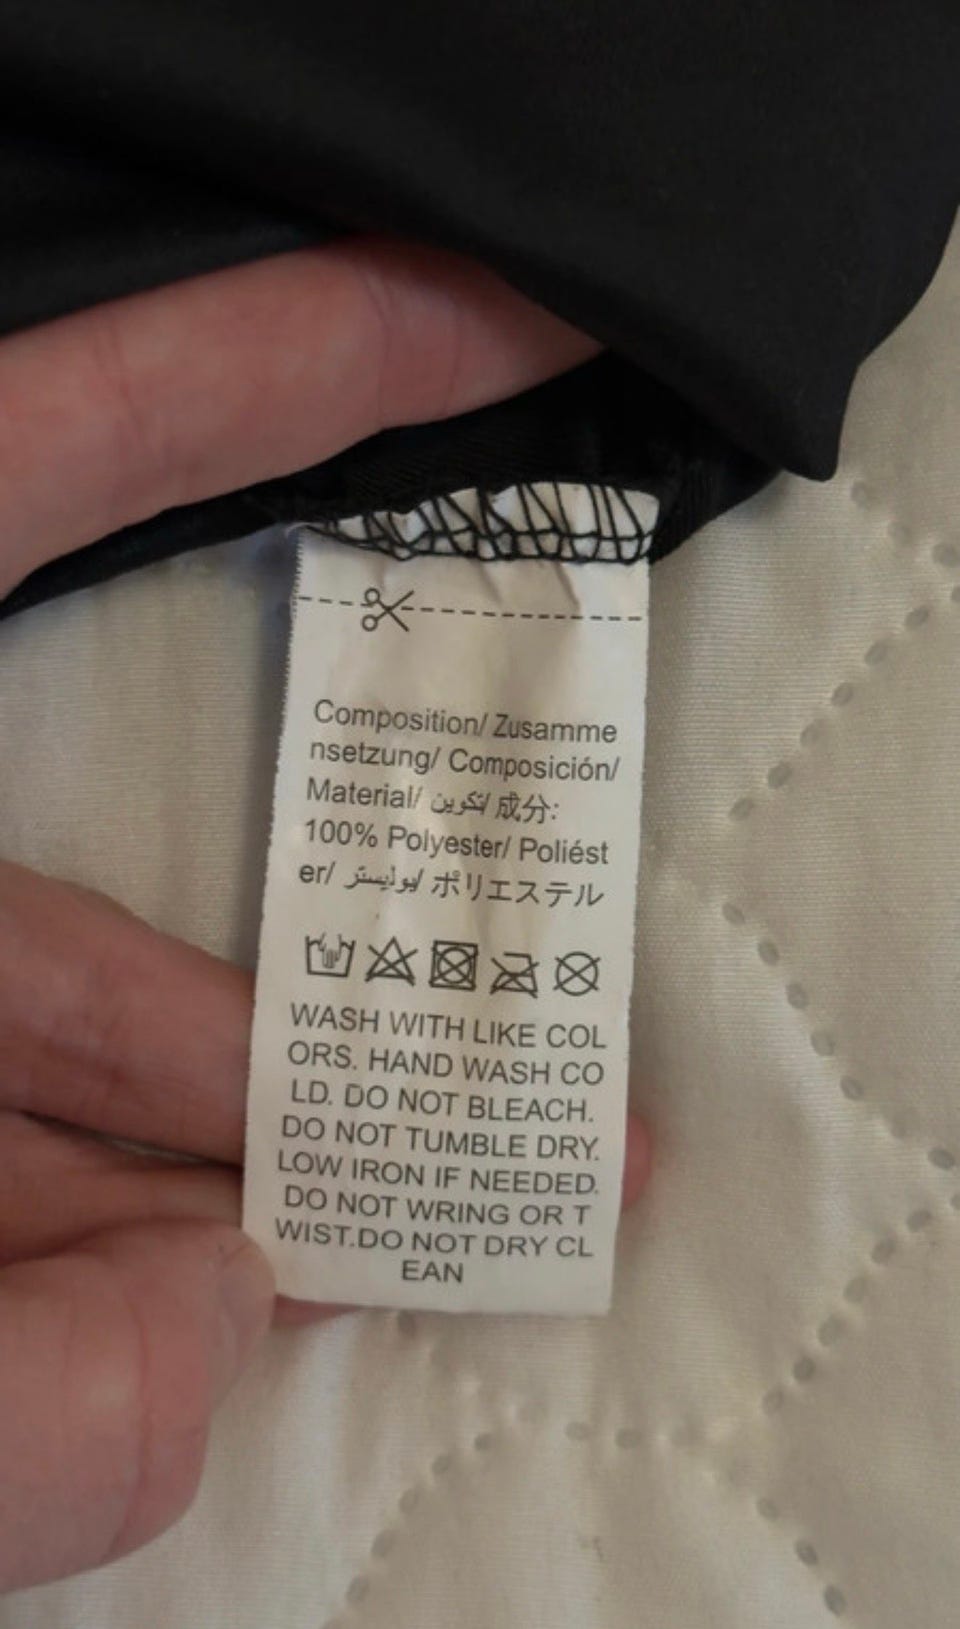 Composition/ Zusamme
nsetzung/ Composición/
Material/ تكوين/ 成分:
100% Polyester/ Poliést
er/ بوليستر/ ポリエステル
WASH WITH LIKE COL
ORS. HAND WASH CO
LD. DO NOT BLEACH.
DO NOT TUMBLE DRY.
LOW IRON IF NEEDED.
DO NOT WRING OR T
WIST.DO NOT DRY CL
EAN